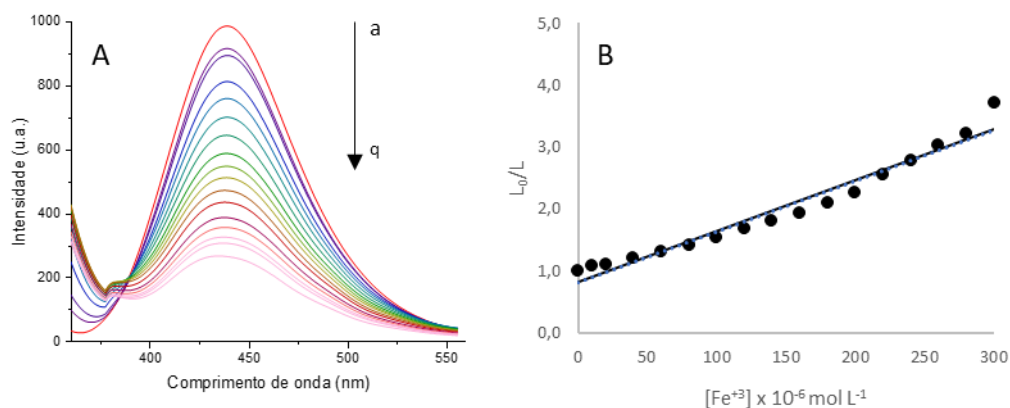 A
a
q
1000
800
600
400
200
0
400
450
500
550
Intensidade (u.a.)
Comprimento de onda (nm)
B
5,0
4,0
3,0
2,0
1,0
0,0
0
50
100
150
200
250
300
L₀/L
[Fe⁺³] x 10⁻⁶ mol L⁻¹